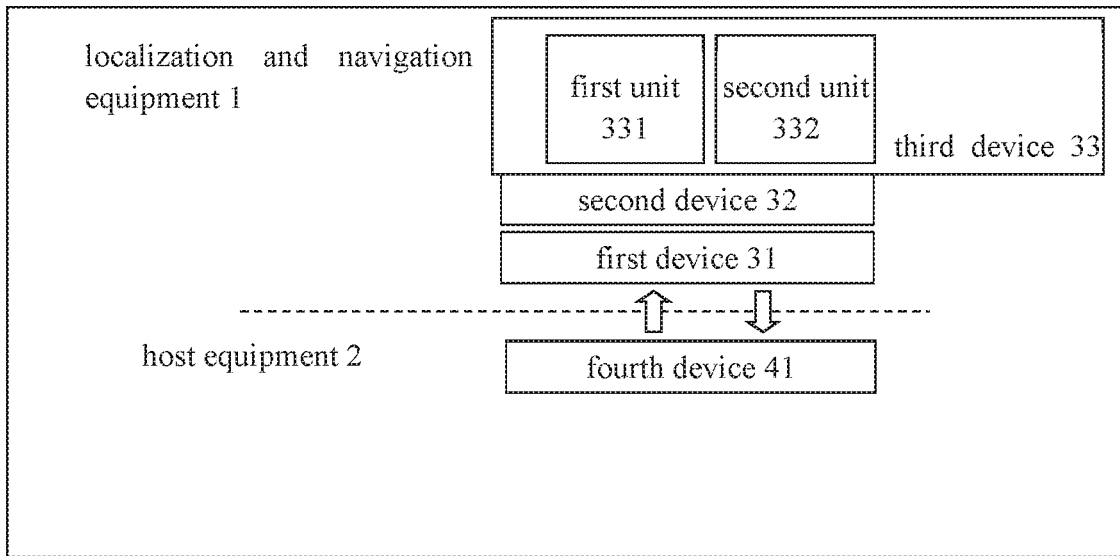 localization and navigation
equipment 1
first unit
331
second unit
332
third device 33
second device 32
first device 31
host equipment 2
fourth device 41